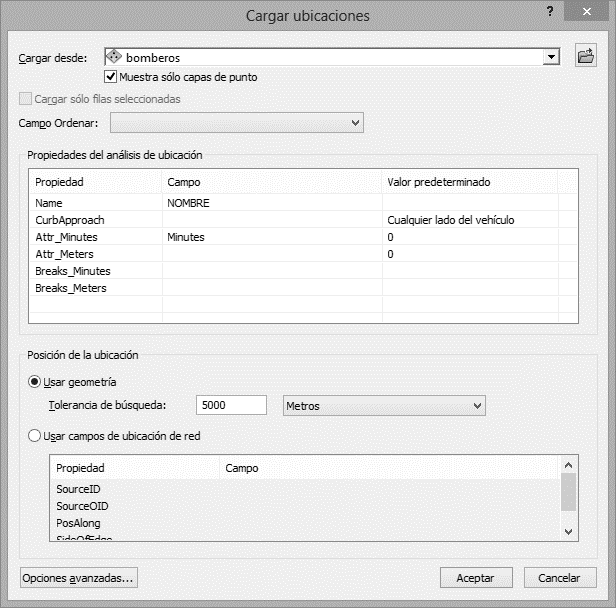 Cargar ubicaciones
? ×
Cargar desde: bomberos
Muestra sólo capas de punto
Cargar sólo filas seleccionadas
Campo Ordenar:
Propiedades del análisis de ubicación
Propiedad Campo Valor predeterminado
Name NOMBRE
CurbApproach Cualquier lado del vehículo
Attr_Minutes Minutes 0
Attr_Meters 0
Breaks_Minutes
Breaks_Meters
Posición de la ubicación
Usar geometría
Tolerancia de búsqueda: 5000 Metros
Usar campos de ubicación de red
Propiedad Campo
SourceID
SourceOID
PosAlong
SideOfEdge
Opciones avanzadas... Aceptar Cancelar